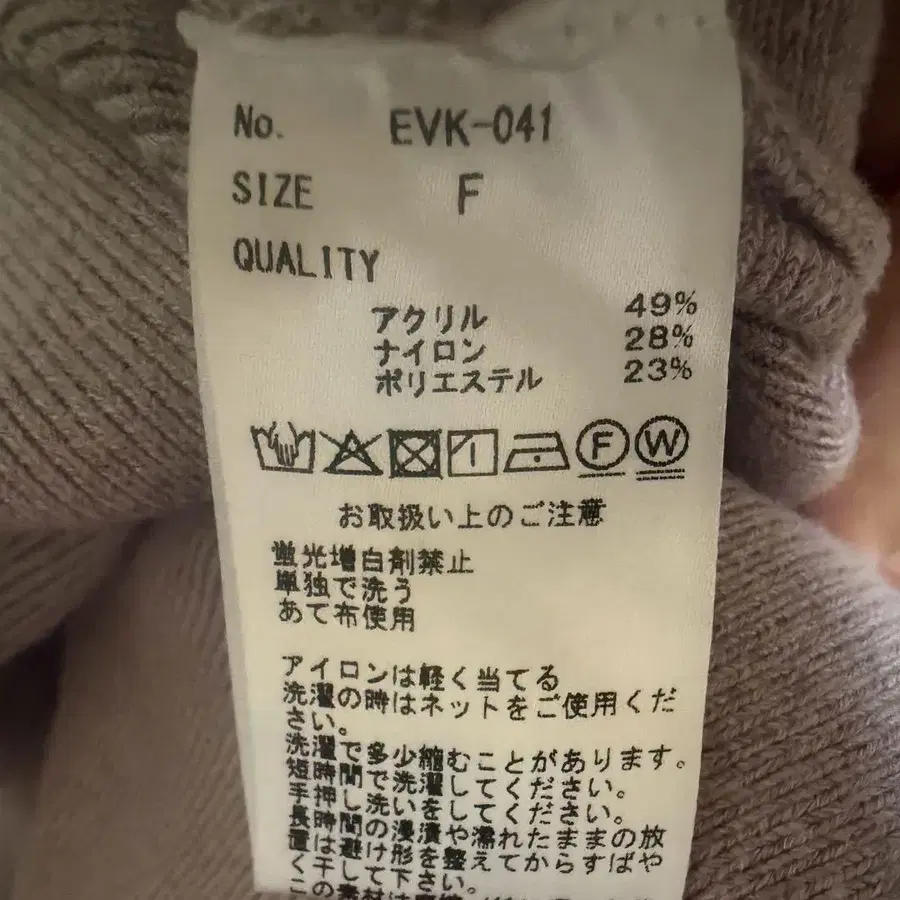 No. EVK-041
SIZE F
QUALITY
アクリル 49%
ナイロン 28%
ポリエステル 23%
F W
お取扱い上のご注意
蛍光増白剤禁止
単独で洗う
あて布使用
アイロンは軽く当てる
洗濯の時はネットをご使用くだ
さい。
洗濯で多少縮むことがあります。
短時間で洗濯してください。
手押し洗いをしてください。
長時間の浸漬や濡れたままの放
置は避け形を整えてからすばや
く干して下さい。
この素材は